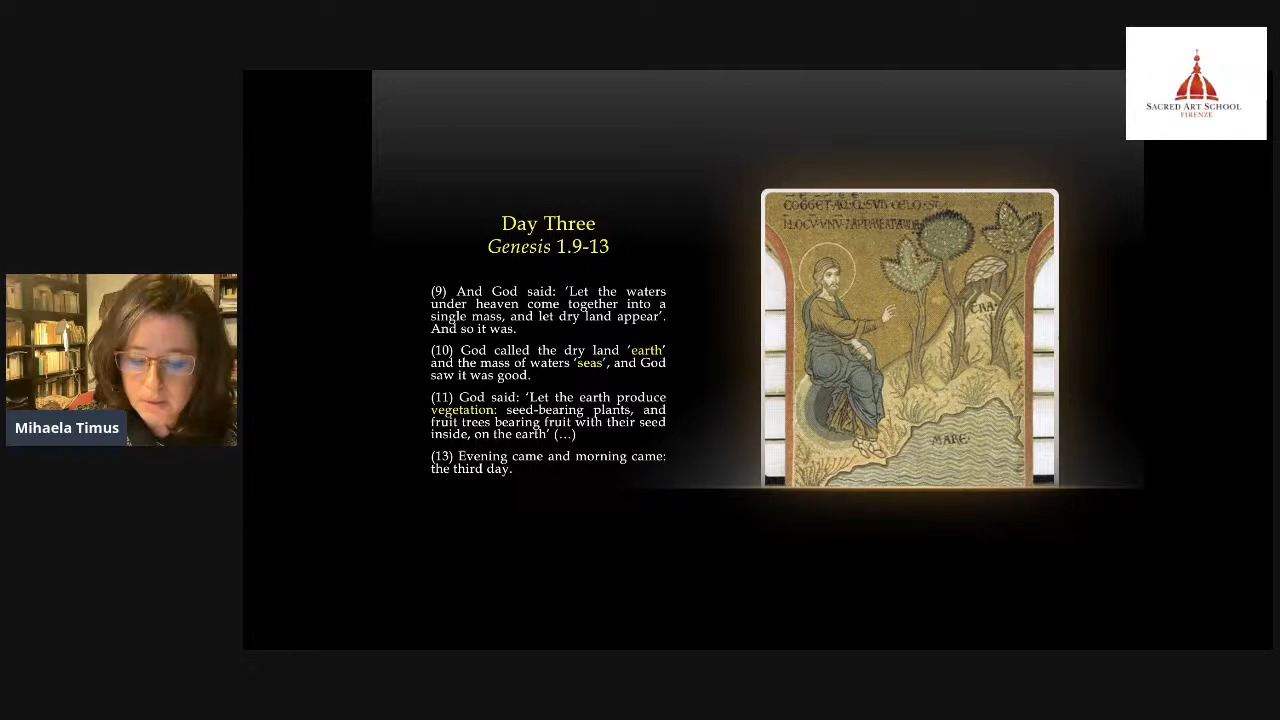 SACRED ART SCHOOL
FIRENZE
Day Three
Genesis 1.9-13
(9) And God said: ‘Let the waters
under heaven come together into a
single mass, and let dry land appear’.
And so it was.
(10) God called the dry land ‘earth’
and the mass of waters ‘seas’, and God
saw it was good.
(11) God said: ‘Let the earth produce
vegetation: seed-bearing plants, and
fruit trees bearing fruit with their seed
inside, on the earth’ (…)
(13) Evening came and morning came:
the third day.
MARE
Mihaela Timus